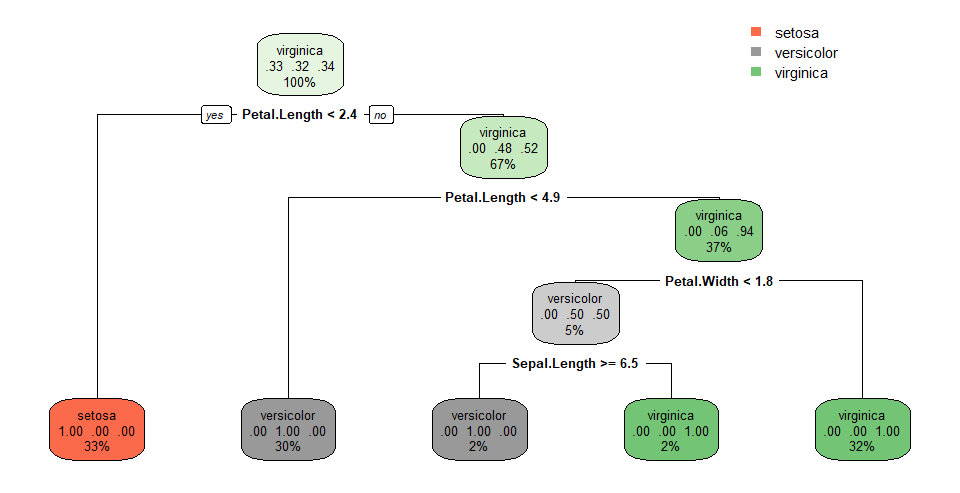 setosa
versicolor
virginica
virginica
.33 .32 .34
100%
yes Petal.Length < 2.4 no
virginica
.00 .48 .52
67%
Petal.Length < 4.9
virginica
.00 .06 .94
37%
Petal.Width < 1.8
versicolor
.00 .50 .50
5%
Sepal.Length >= 6.5
setosa
1.00 .00 .00
33%
versicolor
.00 1.00 .00
30%
versicolor
.00 1.00 .00
2%
virginica
.00 .00 1.00
2%
virginica
.00 .00 1.00
32%